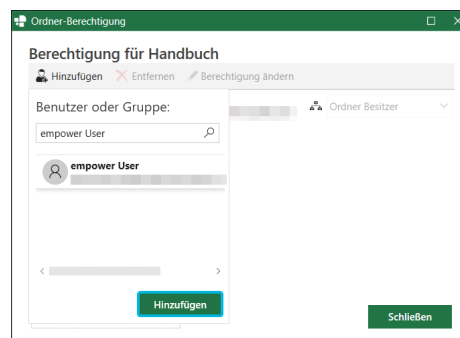 Ordner-Berechtigung
Berechtigung für Handbuch
Hinzufügen Entfernen Berechtigung ändern
Benutzer oder Gruppe:
Ordner Besitzer
empower User
empower User
Hinzufügen
Schließen